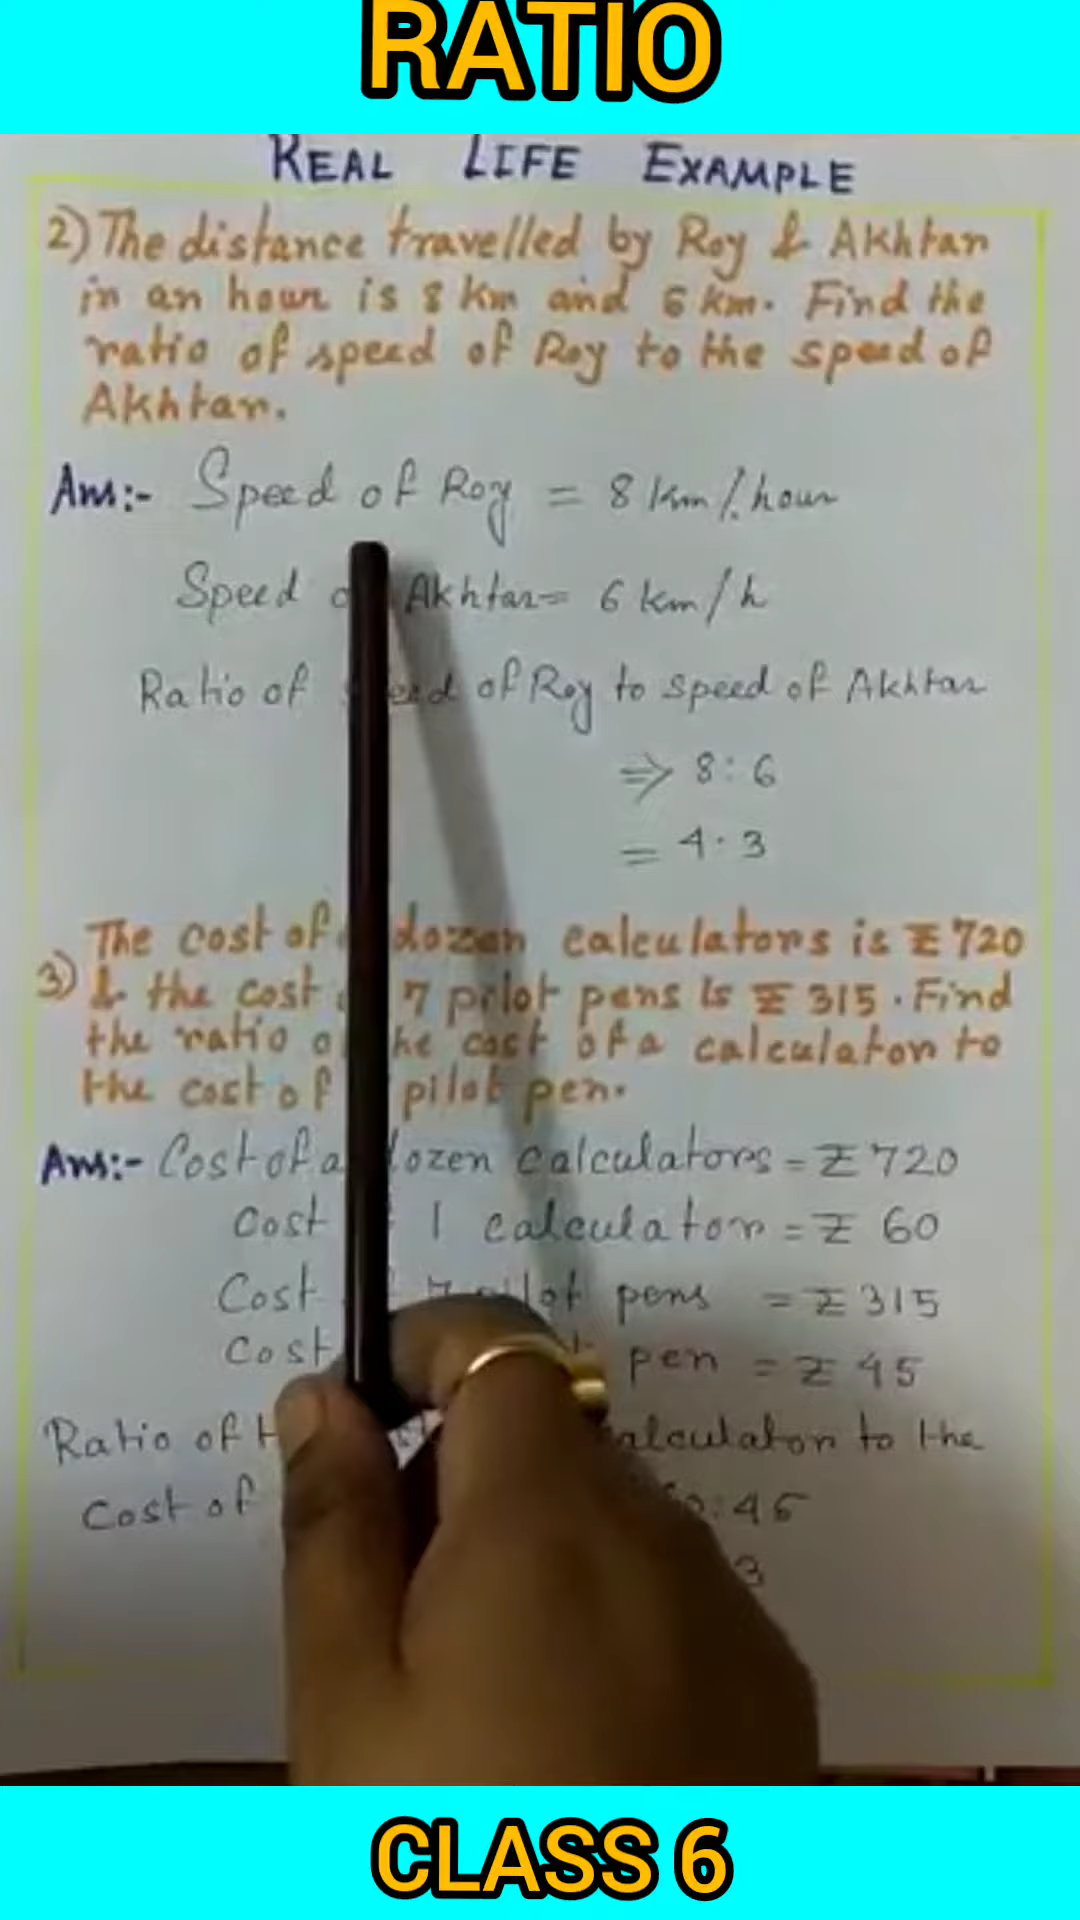 RATIO
REAL LIFE EXAMPLE
2) The distance travelled by Roy & Akhtar
in an hour is 8 km and 6 km. Find the
ratio of speed of Roy to the speed of
Akhtar.
Ans:- Speed of Roy = 8 km/hour
Speed Akhtar = 6 km/h
Ratio of of Roy to speed of Akhtar
⇒ 8:6
= 4:3
The cost of dozen calculators is ₹720
3) & the cost 7 pilot pens is ₹315. Find
the ratio cost of a calculator to
the cost of pilot pen.
Ans:- Cost of a dozen calculators = ₹720
Cost 1 calculator = ₹ 60
Cost pens = ₹315
Cost pen = ₹45
Ratio of calculator to the
Cost of :45
3
CLASS 6